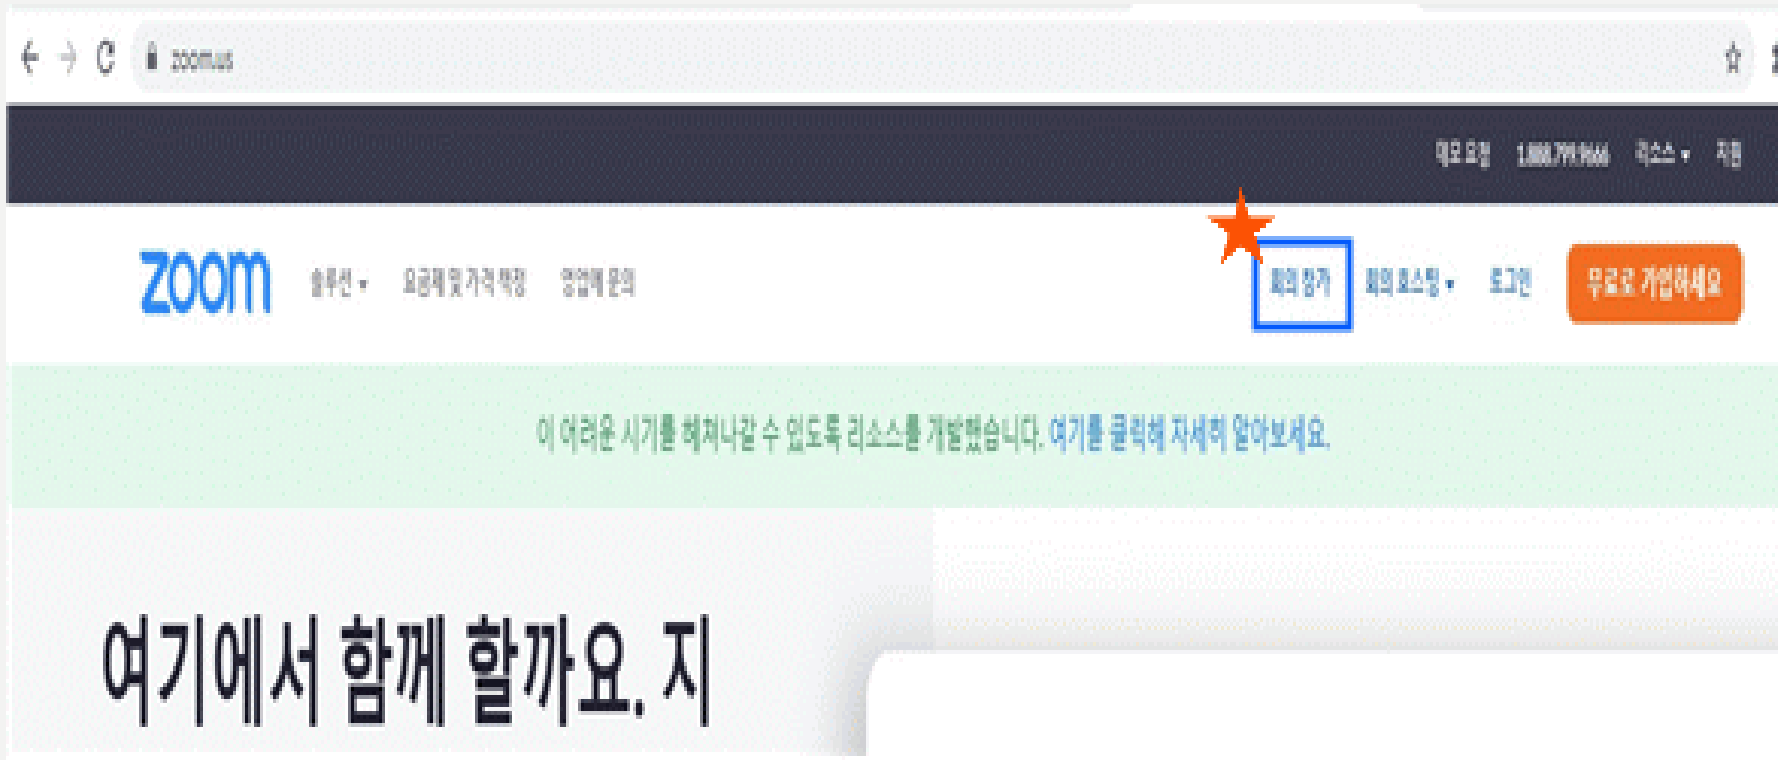 zoom.us
데모 요청 1.888.799.9666 리소스 지원
zoom 솔루션 요금제 및 가격 책정 영업에 문의 회의 참가 회의 호스팅 로그인 무료로 가입하세요
이 어려운 시기를 헤쳐나갈 수 있도록 리소스를 개발했습니다. 여기를 클릭해 자세히 알아보세요.
여기에서 함께 할까요. 지